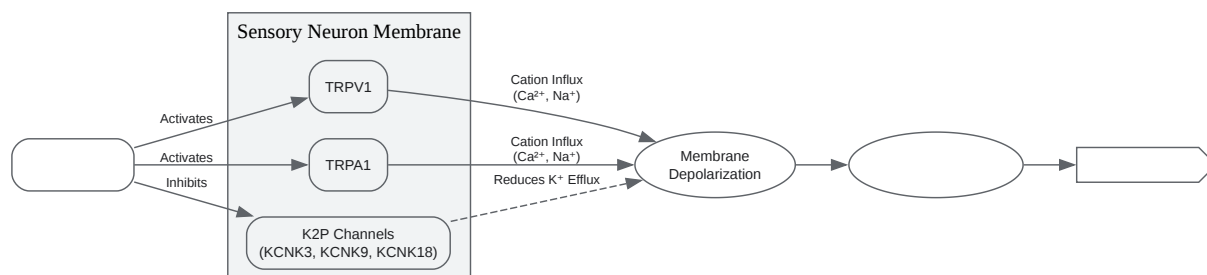 Sensory Neuron Membrane
TRPV1
Cation Influx
(Ca²⁺, Na⁺)
Activates
Activates
TRPA1
Cation Influx
(Ca²⁺, Na⁺)
Membrane
Depolarization
Inhibits
Reduces K⁺ Efflux
K2P Channels
(KCNK3, KCNK9, KCNK18)